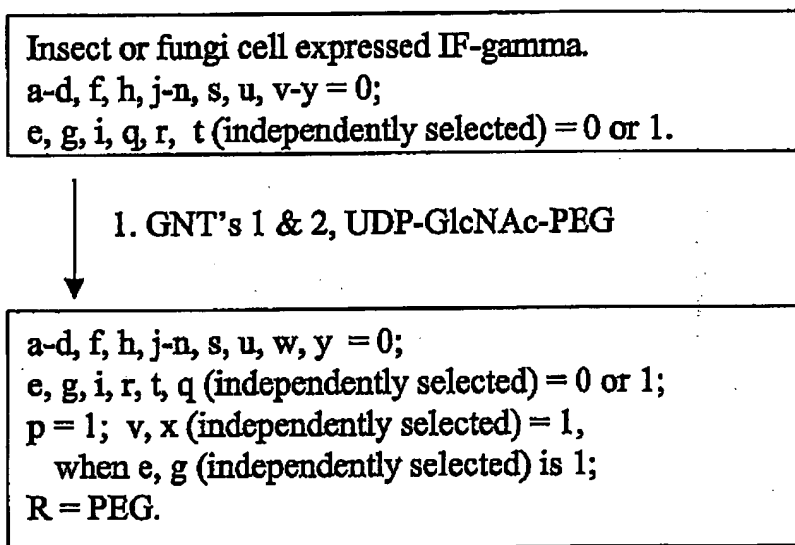 Insect or fungi cell expressed IF-gamma.
a-d, f, h, j-n, s, u, v-y = 0;
e, g, i, q, r, t (independently selected) = 0 or 1.
1. GNT's 1 & 2, UDP-GlcNAc-PEG
a-d, f, h, j-n, s, u, w, y = 0;
e, g, i, r, t, q (independently selected) = 0 or 1;
p = 1; v, x (independently selected) = 1,
when e, g (independently selected) is 1;
R = PEG.